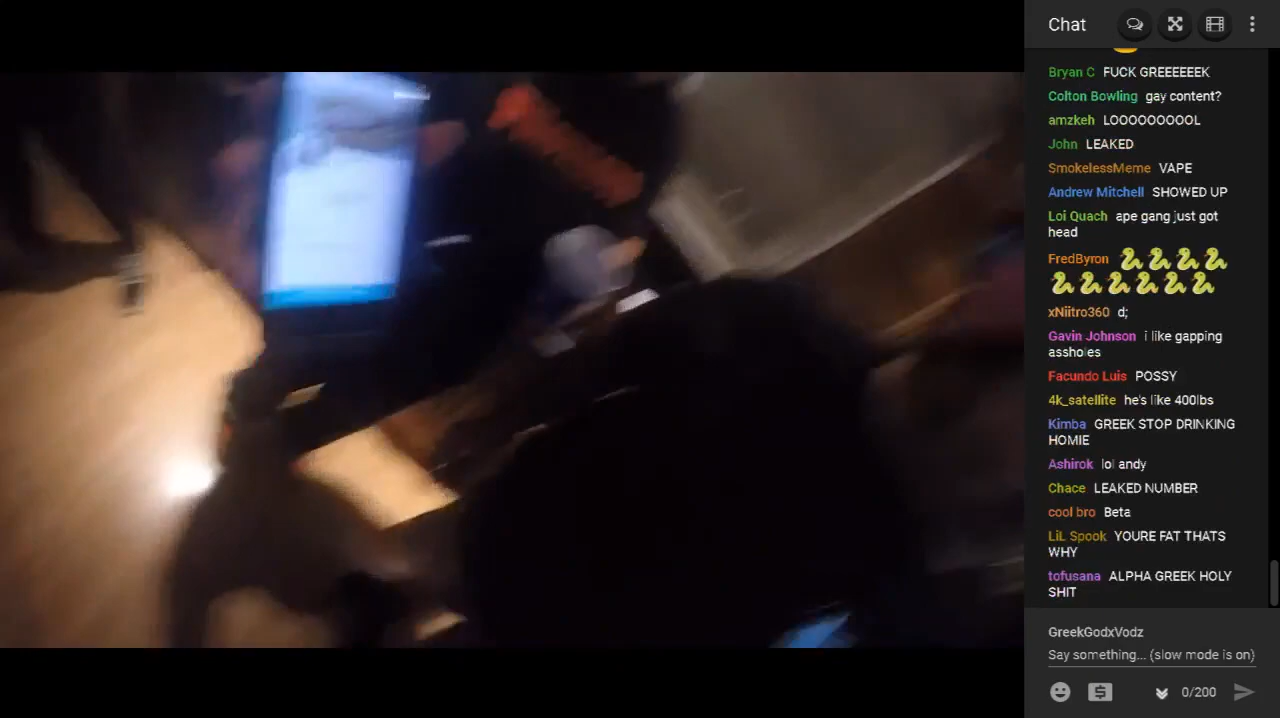 Chat
Bryan C FUCK GREEEEEEK
Colton Bowling gay content?
amzkeh LOOOOOOOOOL
John LEAKED
SmokelessMeme VAPE
Andrew Mitchell SHOWED UP
Loi Quach ape gang just got
head
FredByron
xNiitro360 d;
Gavin Johnson i like gapping
assholes
Facundo Luis POSSY
4k_satellite he's like 400lbs
Kimba GREEK STOP DRINKING
HOMIE
Ashirok lol andy
Chace LEAKED NUMBER
cool bro Beta
LiL Spook YOURE FAT THATS
WHY
tofusana ALPHA GREEK HOLY
SHIT
GreekGodxVodz
Say something... (slow mode is on)
0/200